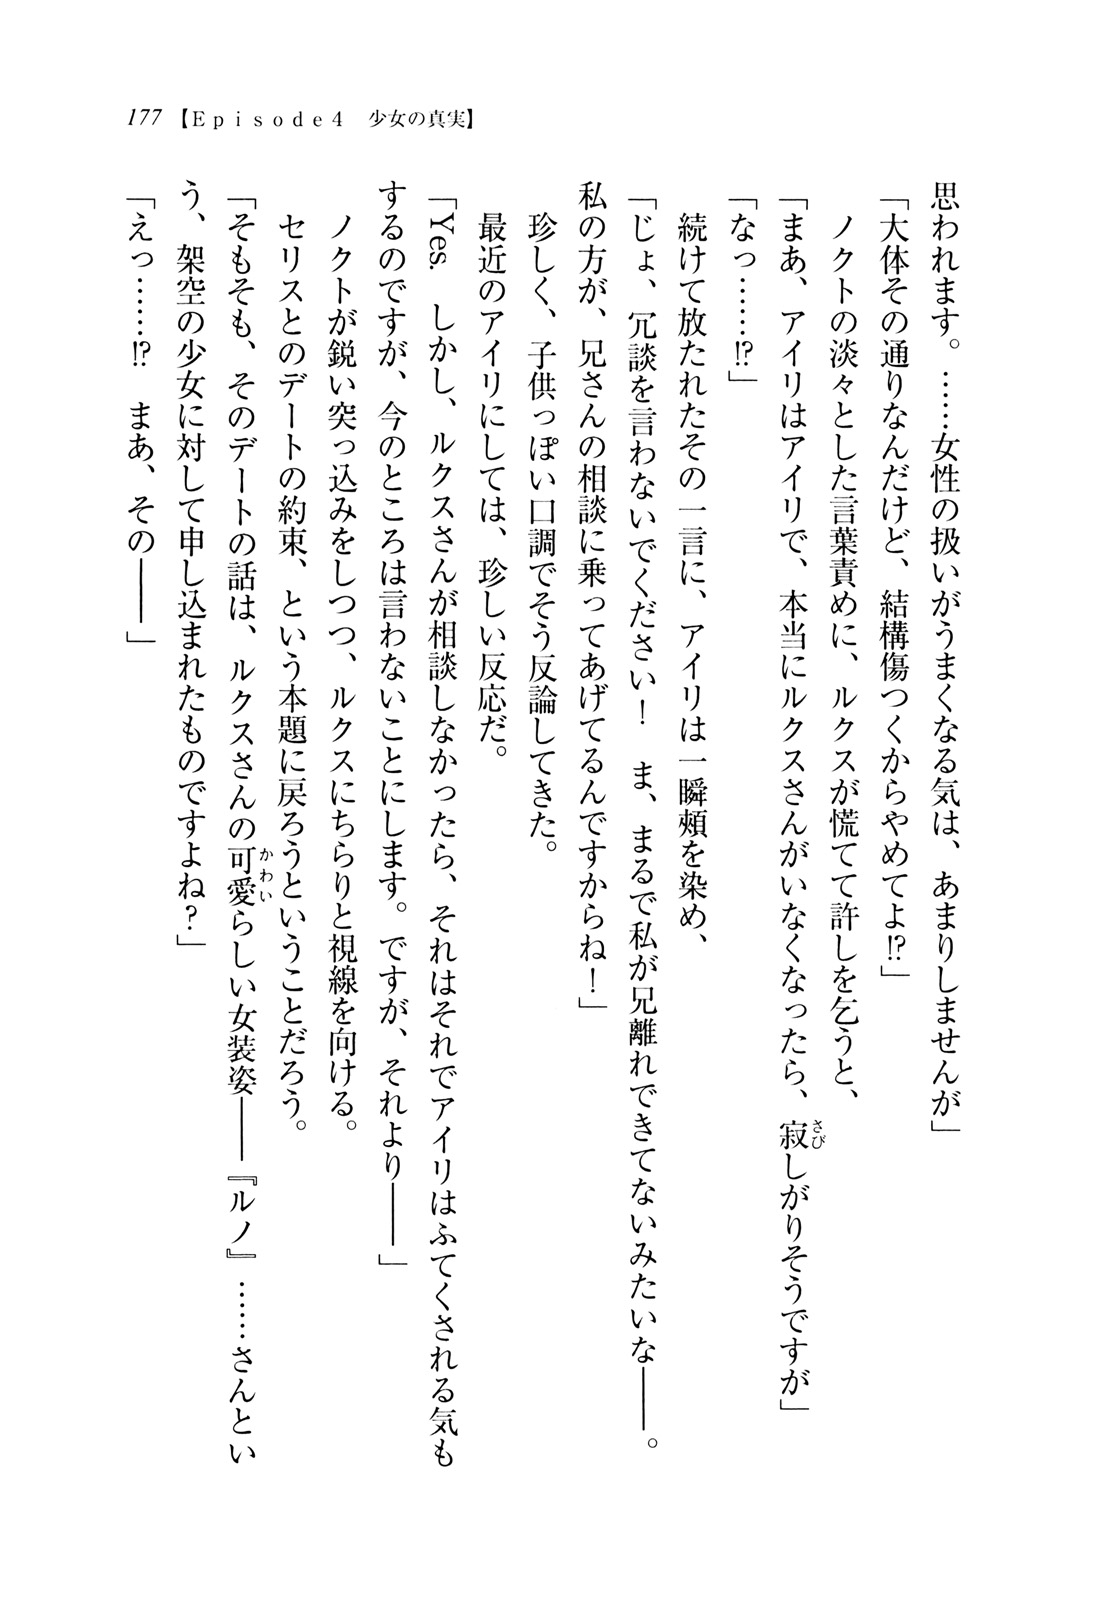 177 【Episode4　少女の真実】
思われます。……女性の扱いがうまくなる気は、あまりしませんが」
「大体その通りなんだけど、結構傷つくからやめてよ!?」
　ノクトの淡々とした言葉責めに、ルクスが慌てて許しを乞うと、
「まあ、アイリはアイリで、本当にルクスさんがいなくなったら、寂しがりそうですが」
「なっ……!?」
　続けて放たれたその一言に、アイリは一瞬頰を染め、
「じょ、冗談を言わないでください！　ま、まるで私が兄離れできてないみたいな――。
私の方が、兄さんの相談に乗ってあげてるんですからね！」
　珍しく、子供っぽい口調でそう反論してきた。
　最近のアイリにしては、珍しい反応だ。
「Yes.　しかし、ルクスさんが相談しなかったら、それはそれでアイリはふてくされる気も
するのですが、今のところは言わないことにします。ですが、それより――」
　ノクトが鋭い突っ込みをしつつ、ルクスにちらりと視線を向ける。
　セリスとのデートの約束、という本題に戻ろうということだろう。
「そもそも、そのデートの話は、ルクスさんの可愛らしい女装姿――『ルノ』……さんとい
う、架空の少女に対して申し込まれたものですよね？」
「えっ……!?　まあ、その――」
さび
かわい